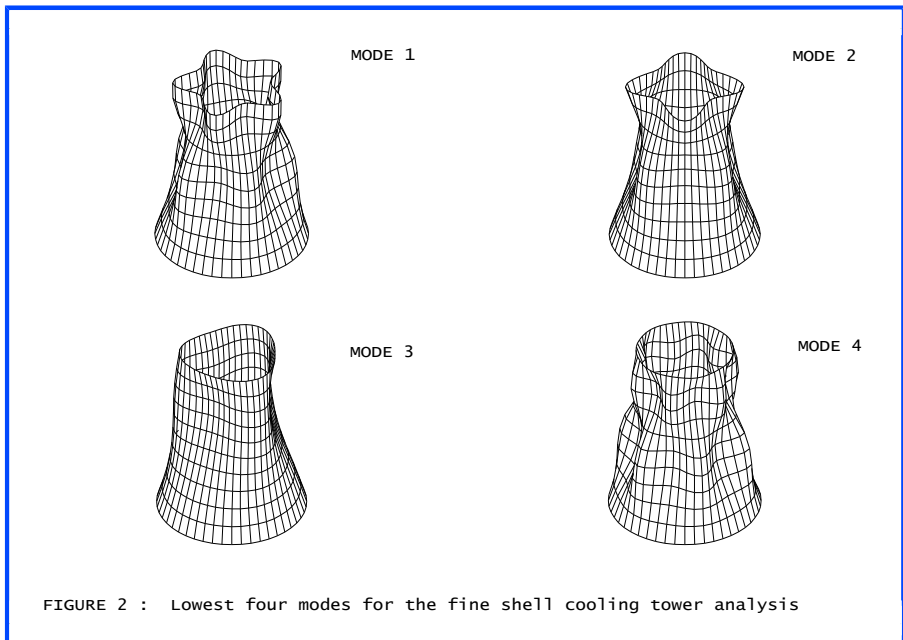 MODE 1
MODE 2
MODE 3
MODE 4
FIGURE 2 : Lowest four modes for the fine shell cooling tower analysis